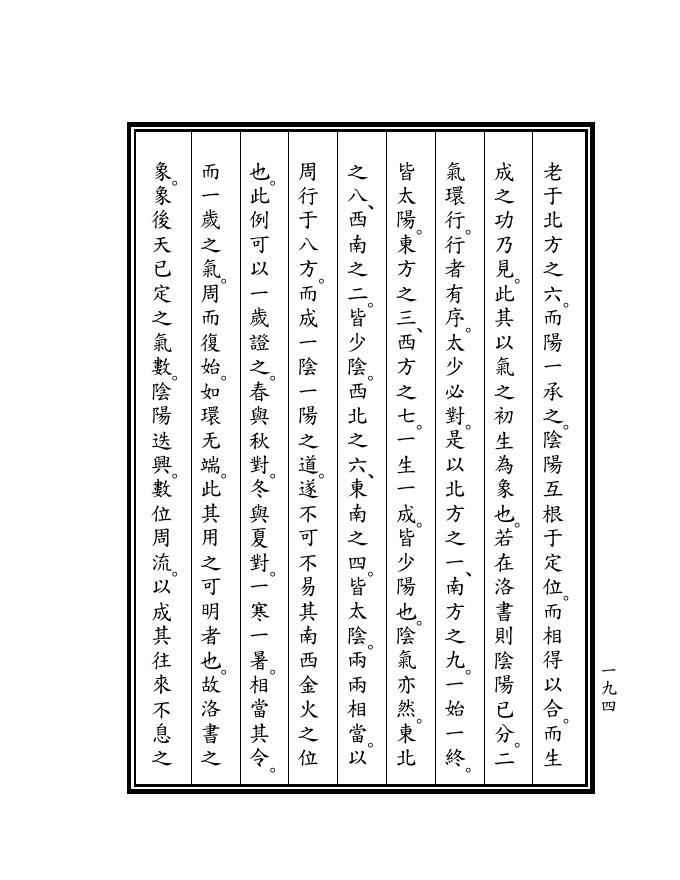 老于北方之六。而陽一承之。陰陽互根于定位。而相得以合。而生
成之功乃見。此其以氣之初生為象也。若在洛書則陰陽已分。二
氣環行。行者有序。太少必對。是以北方之一、南方之九。一始一終。
皆太陽。東方之三、西方之七。一生一成。皆少陽也。陰氣亦然。東北
之八、西南之二。皆少陰。西北之六、東南之四。皆太陰。兩兩相當。以
周行于八方。而成一陰一陽之道。遂不可不易其南西金火之位
也。此例可以一歲證之。春與秋對。冬與夏對。一寒一暑。相當其令。
而一歲之氣。周而復始。如環无端。此其用之可明者也。故洛書之
象。象後天已定之氣數。陰陽迭興。數位周流。以成其往來不息之
一九四